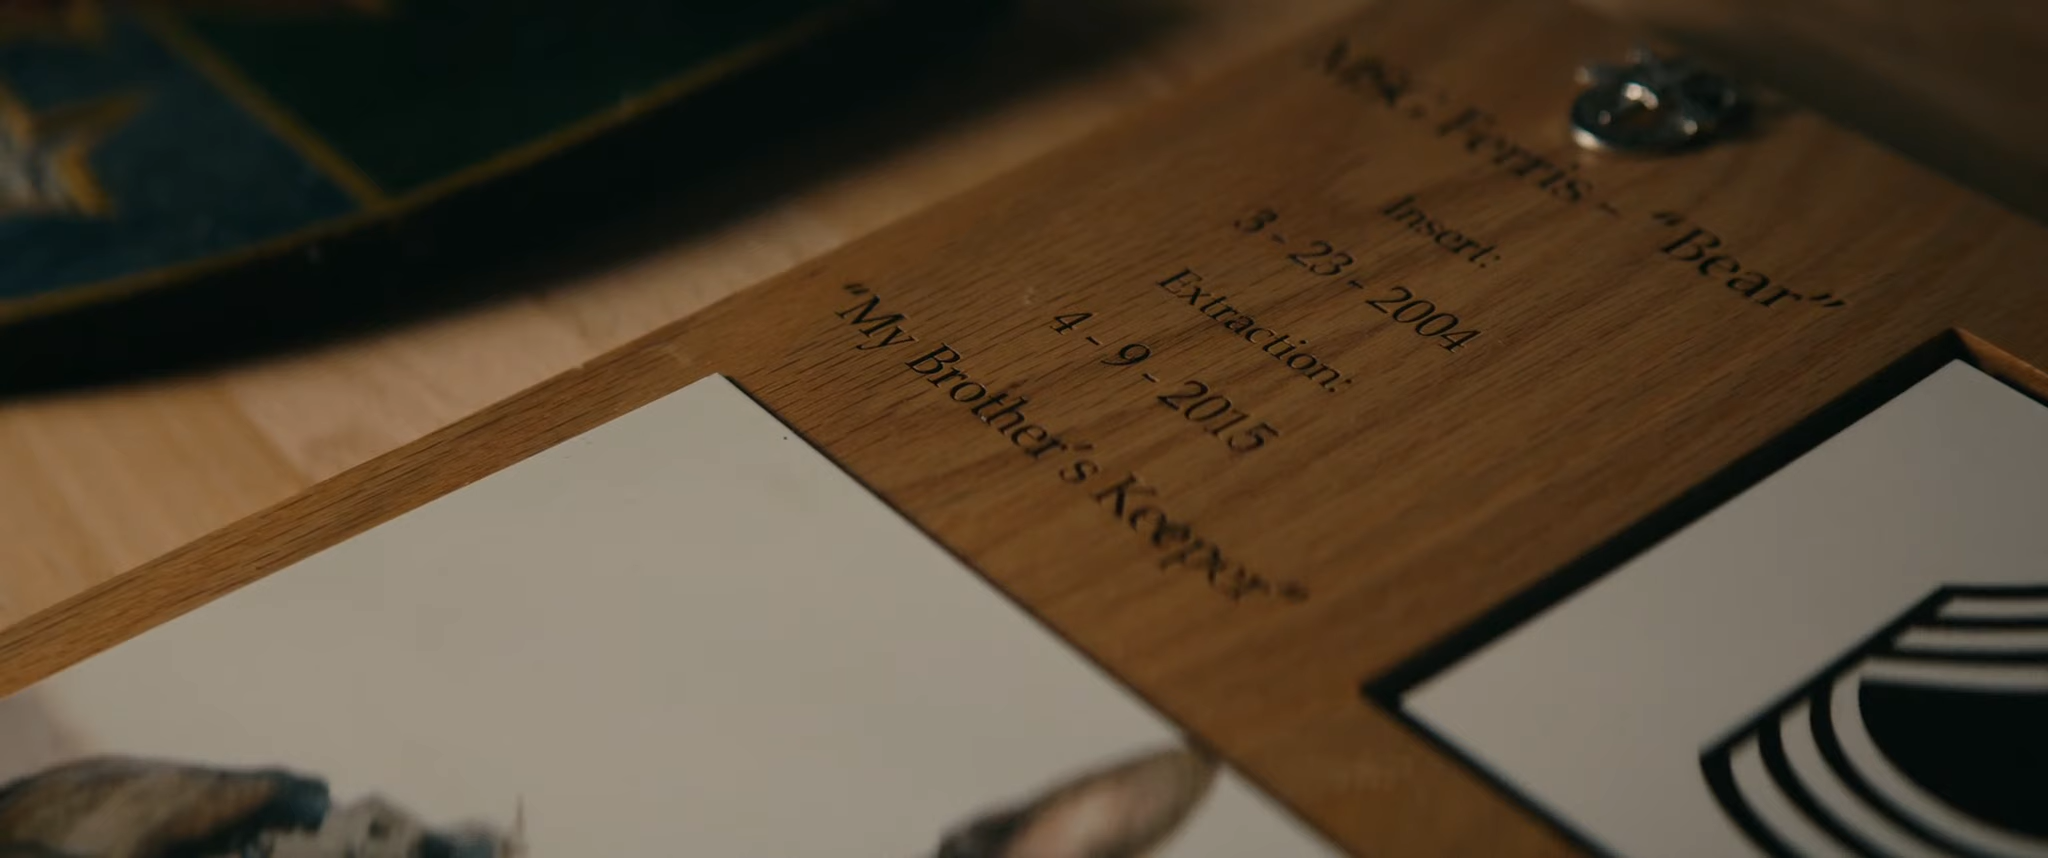 Ferris - "Bear"
Insert:
3 - 23 - 2004
Extraction:
4 - 9 - 2015
"My Brother's Keeper"